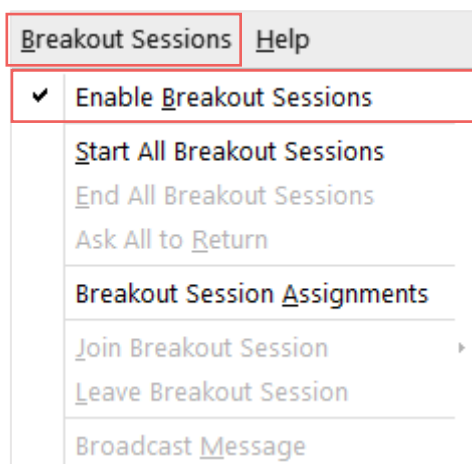 Breakout Sessions Help
Enable Breakout Sessions
Start All Breakout Sessions
End All Breakout Sessions
Ask All to Return
Breakout Session Assignments
Join Breakout Session
Leave Breakout Session
Broadcast Message